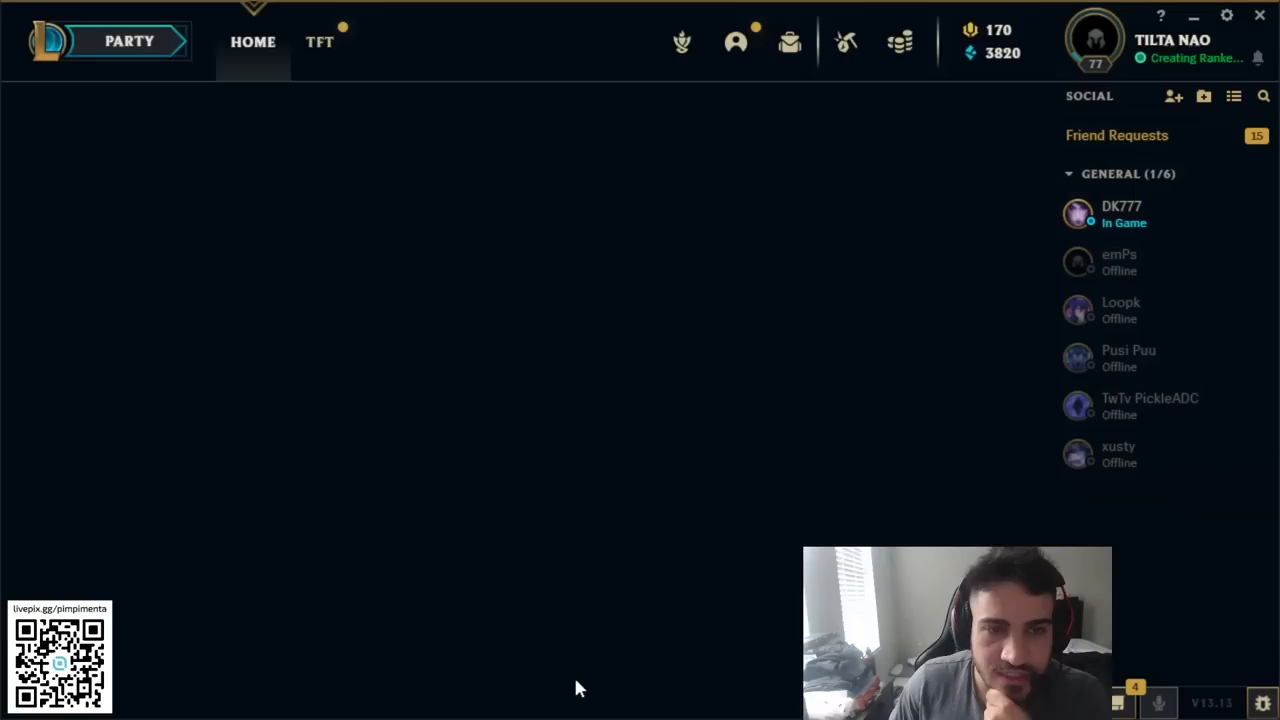 PARTY
HOME
TFT
170
3820
77
?
TILTA NAO
Creating Ranke...
SOCIAL
Friend Requests
15
GENERAL (1/6)
DK777
In Game
emPs
Offline
Loopk
Offline
Pusi Puu
Offline
TwTv PickleADC
Offline
xusty
Offline
livepix.gg/pimpimenta
4
V13.13